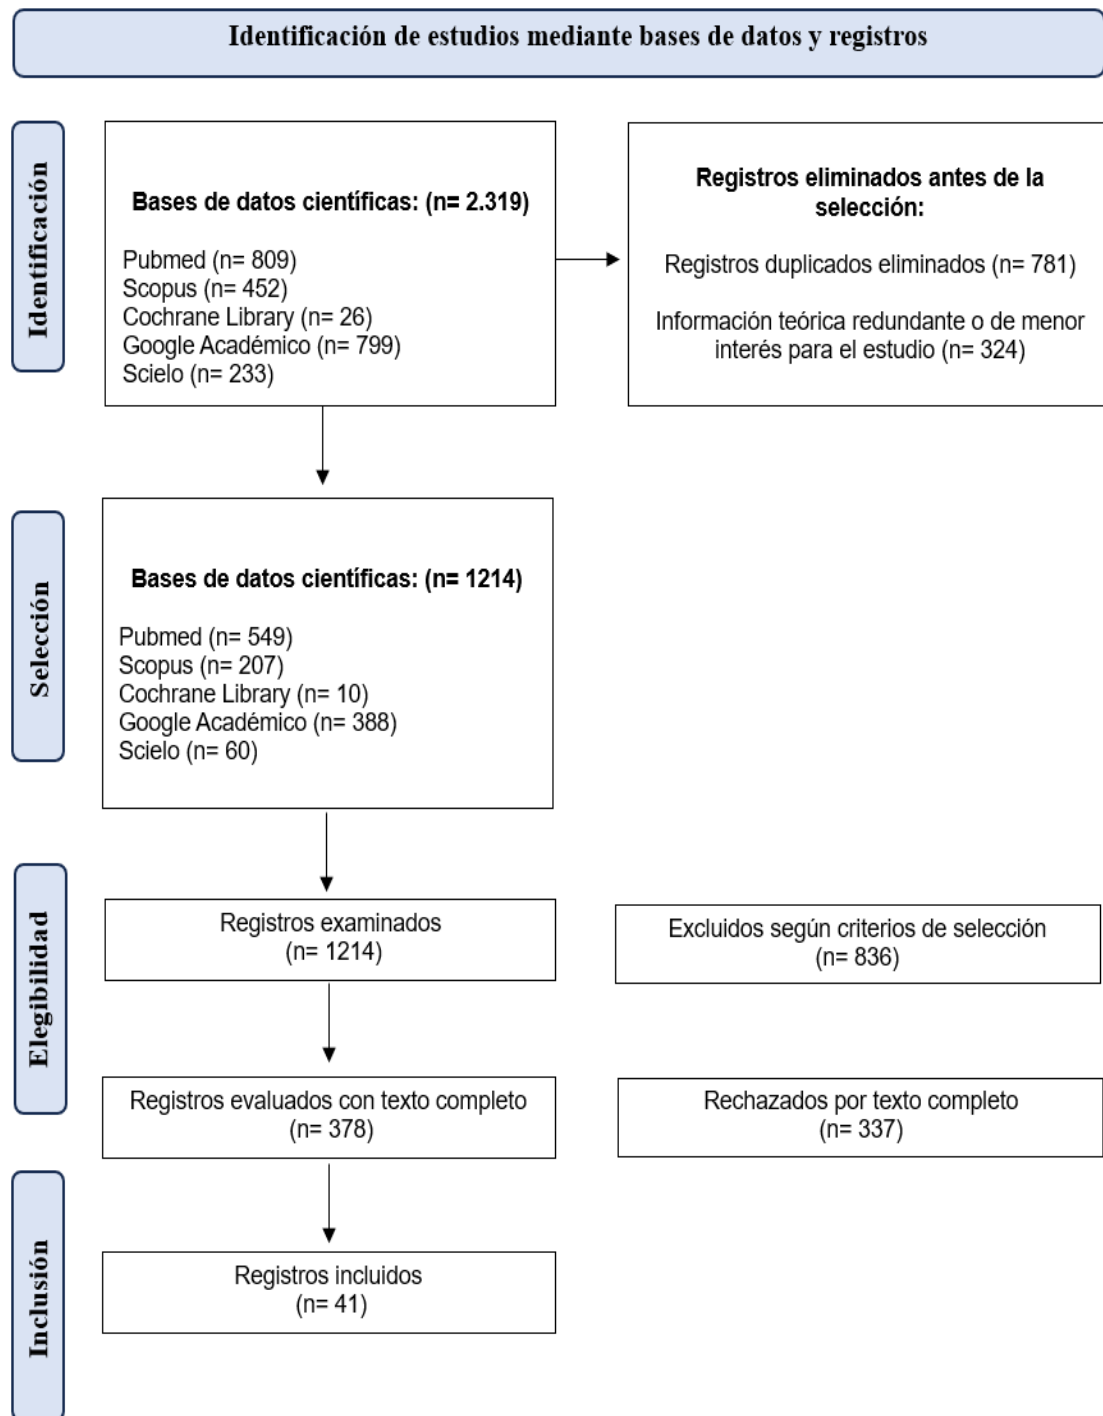 Identificación de estudios mediante bases de datos y registros
Identificación
Bases de datos científicas: (n= 2.319)
Pubmed (n= 809)
Scopus (n= 452)
Cochrane Library (n= 26)
Google Académico (n= 799)
Scielo (n= 233)
Registros eliminados antes de la
selección:
Registros duplicados eliminados (n= 781)
Información teórica redundante o de menor
interés para el estudio (n= 324)
Selección
Bases de datos científicas: (n= 1214)
Pubmed (n= 549)
Scopus (n= 207)
Cochrane Library (n= 10)
Google Académico (n= 388)
Scielo (n= 60)
Elegibilidad
Registros examinados
(n= 1214)
Excluidos según criterios de selección
(n= 836)
Registros evaluados con texto completo
(n= 378)
Rechazados por texto completo
(n= 337)
Inclusión
Registros incluidos
(n= 41)